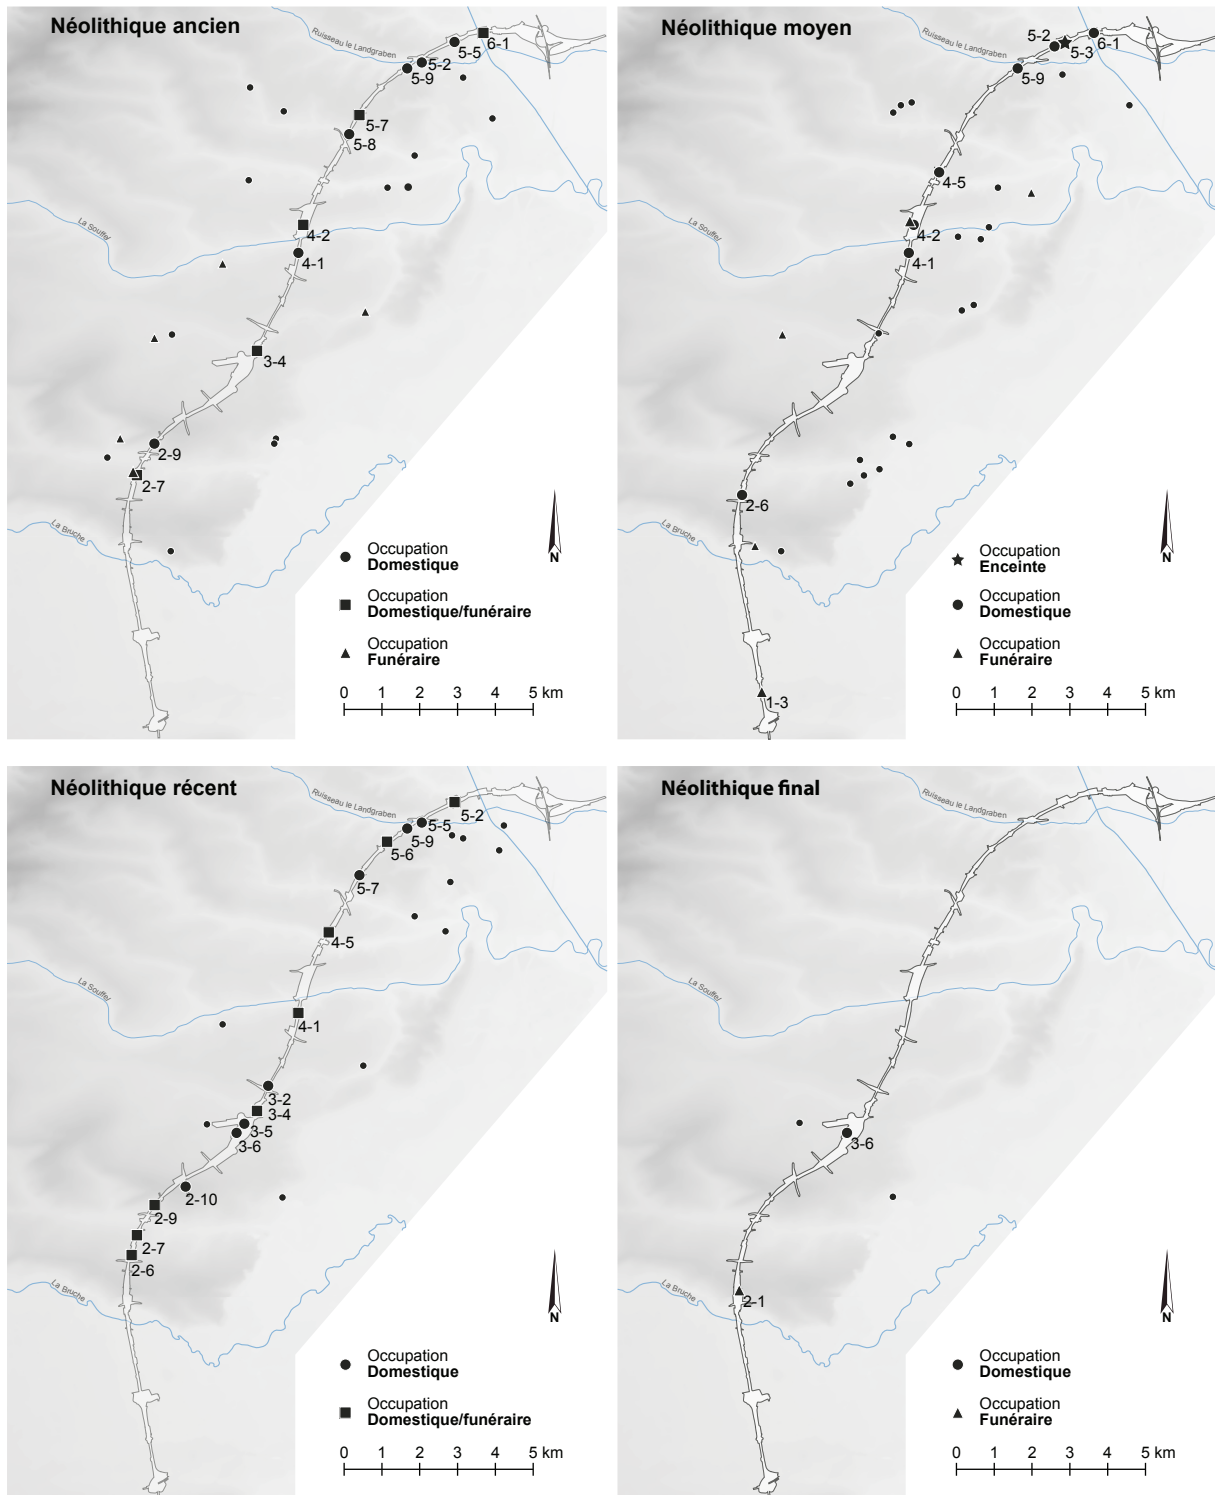 Néolithique ancien
Ruisseau le Landgraben
6-1
5-5
5-2
5-9
5-7
5-8
La Souffel
4-2
4-1
3-4
2-9
2-7
La Bruche
Occupation
Domestique
Occupation
Domestique/funéraire
Occupation
Funéraire
N
0 1 2 3 4 5 km
Néolithique moyen
Ruisseau le Landgraben
5-2
6-1
5-3
5-9
4-5
La Souffel
4-2
4-1
2-6
La Bruche
1-3
Occupation
Enceinte
Occupation
Domestique
Occupation
Funéraire
N
0 1 2 3 4 5 km
Néolithique récent
Ruisseau le Landgraben
5-2
5-5
5-9
5-6
5-7
4-5
La Souffel
4-1
3-2
3-4
3-5
3-6
2-10
2-9
2-7
2-6
La Bruche
Occupation
Domestique
Occupation
Domestique/funéraire
N
0 1 2 3 4 5 km
Néolithique final
Ruisseau le Landgraben
La Souffel
3-6
La Bruche
2-1
Occupation
Domestique
Occupation
Funéraire
N
0 1 2 3 4 5 km